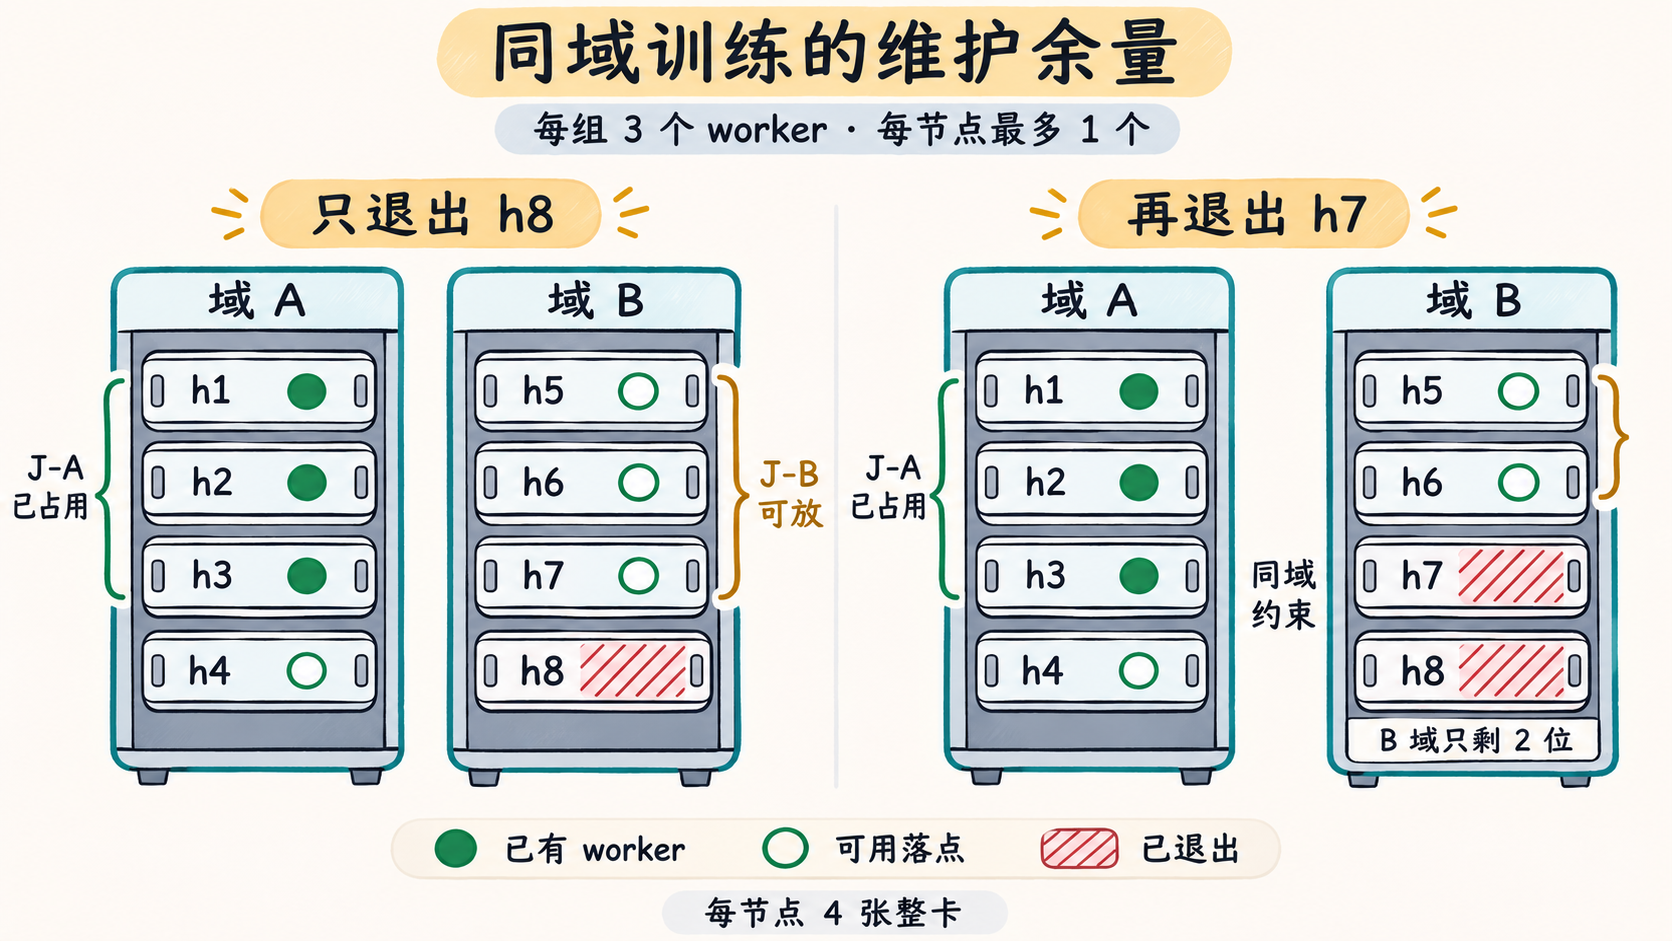 同域训练的维护余量
每组 3 个 worker · 每节点最多 1 个
只退出 h8
域 A
h1
h2
h3
h4
J-A
已占用
域 B
h5
h6
h7
h8
J-B
可放
再退出 h7
域 A
h1
h2
h3
h4
J-A
已占用
同域
约束
域 B
h5
h6
h7
h8
B 域只剩 2 位
已有 worker
可用落点
已退出
每节点 4 张整卡